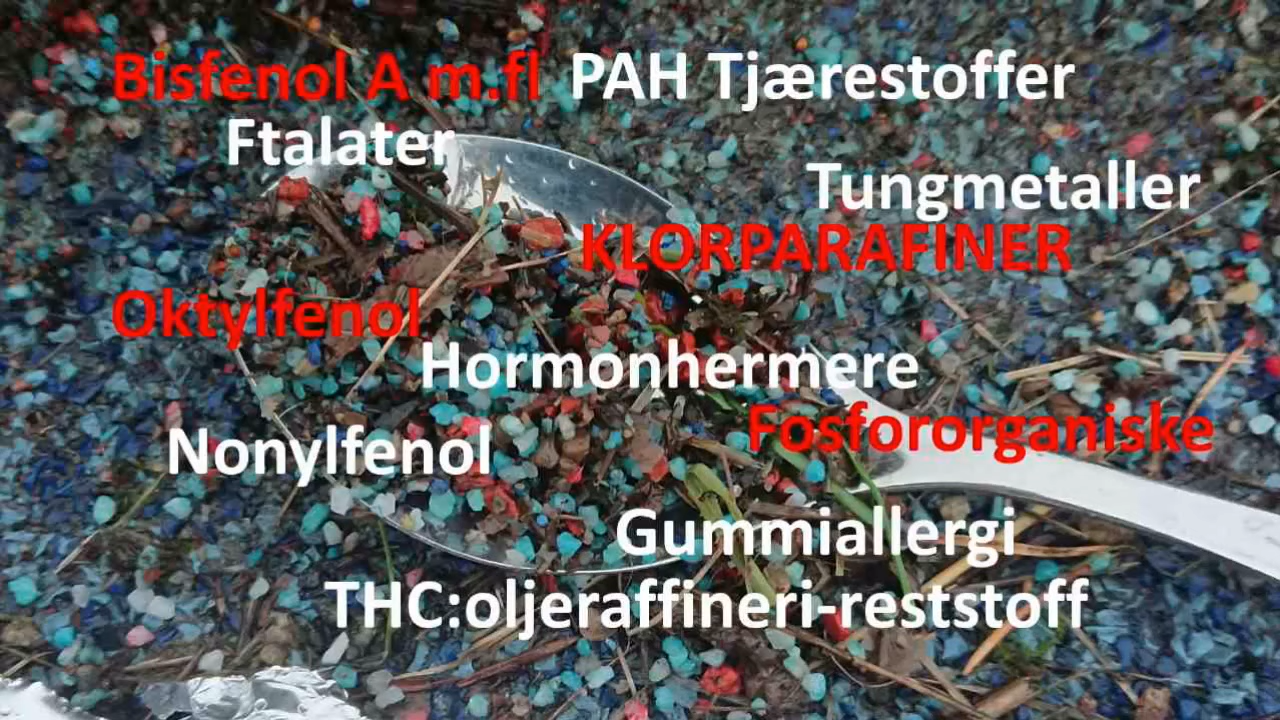 Bisfenol A m.fl PAH Tjærestoffer
Ftalater
Tungmetaller
KLORPARAFINER
Oktylfenol
Hormonhermere
Fosfororganiske
Nonylfenol
Gummiallergi
THC:oljeraffineri-reststoff